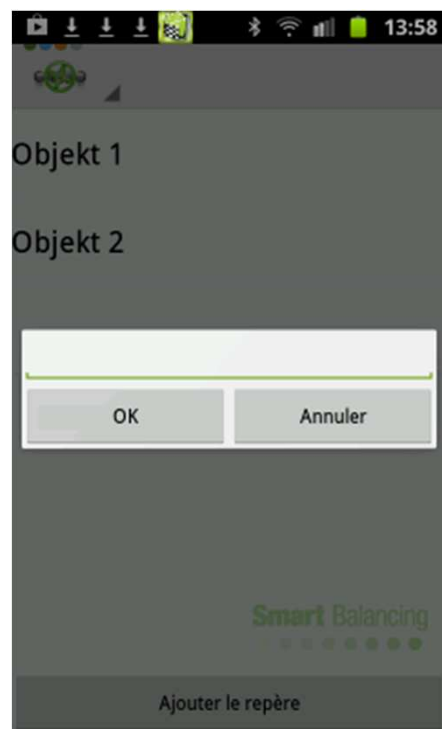 13:58
Objekt 1
Objekt 2
OK
Annuler
Smart Balancing
Ajouter le repère